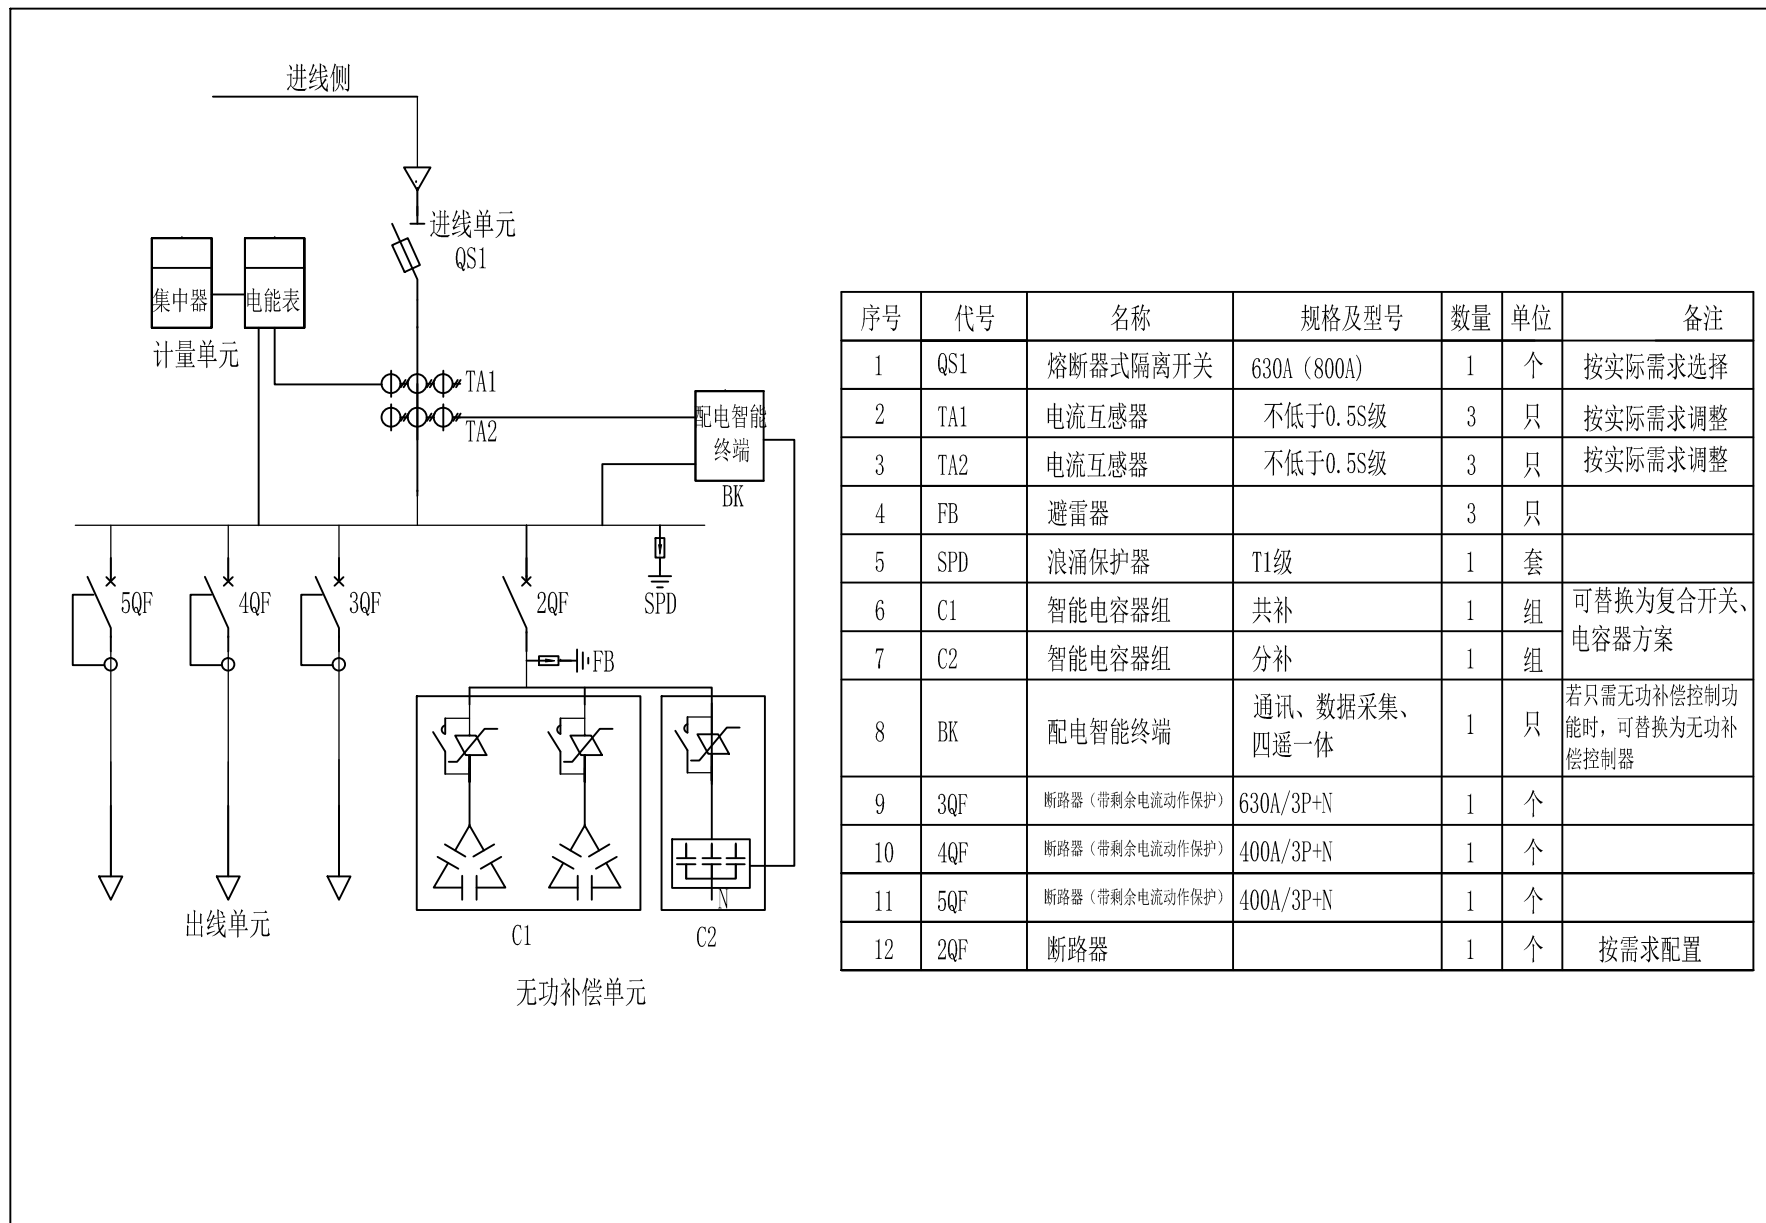 进线侧
进线单元
QS1
集中器
电能表
计量单元
TA1
TA2
配电智能
终端
BK
5QF
4QF
3QF
2QF
SPD
FB
N
出线单元
C1
C2
无功补偿单元
序号 代号 名称 规格及型号 数量 单位 备注
1 QS1 熔断器式隔离开关 630A（800A） 1 个 按实际需求选择
2 TA1 电流互感器 不低于0.5S级 3 只 按实际需求调整
3 TA2 电流互感器 不低于0.5S级 3 只 按实际需求调整
4 FB 避雷器 3 只
5 SPD 浪涌保护器 T1级 1 套
6 C1 智能电容器组 共补 1 组 可替换为复合开关、
电容器方案
7 C2 智能电容器组 分补 1 组
8 BK 配电智能终端 通讯、数据采集、
四遥一体 1 只 若只需无功补偿控制功
能时，可替换为无功补
偿控制器
9 3QF 断路器（带剩余电流动作保护） 630A/3P+N 1 个
10 4QF 断路器（带剩余电流动作保护） 400A/3P+N 1 个
11 5QF 断路器（带剩余电流动作保护） 400A/3P+N 1 个
12 2QF 断路器 1 个 按需求配置